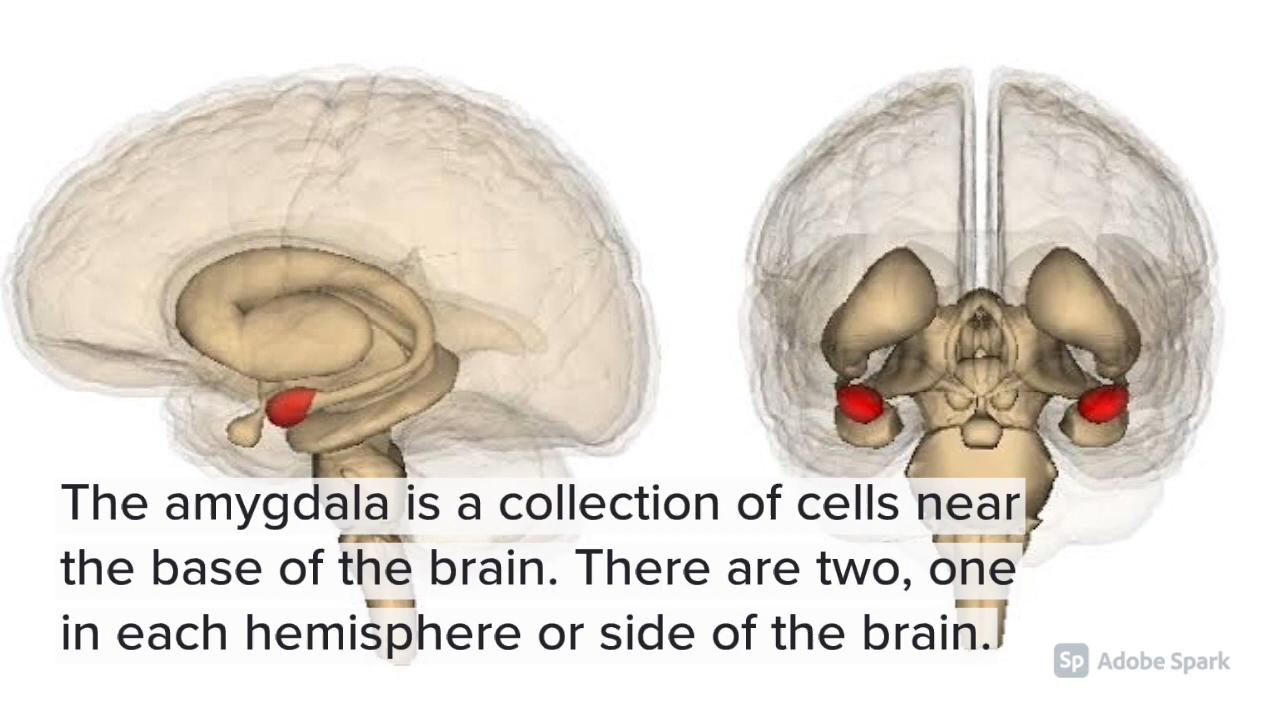 The amygdala is a collection of cells near
the base of the brain. There are two, one
in each hemisphere or side of the brain.
Sp Adobe Spark